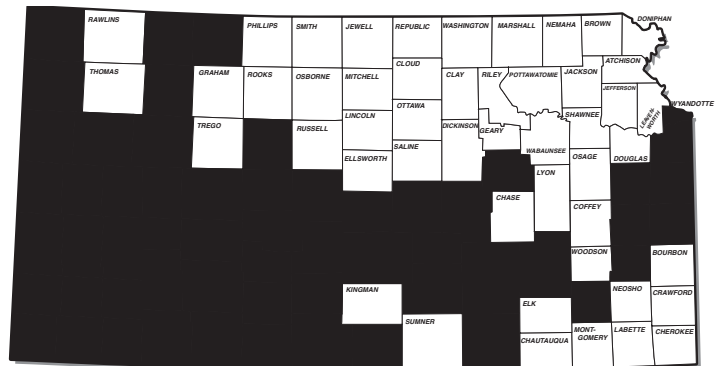 RAWLINS
PHILLIPS
SMITH
JEWELL
REPUBLIC
WASHINGTON
MARSHALL
NEMAHA
BROWN
DONIPHAN
THOMAS
GRAHAM
ROOKS
OSBORNE
MITCHELL
CLOUD
CLAY
RILEY
POTTAWATOMIE
JACKSON
ATCHISON
JEFFERSON
LEAVEN-
WORTH
WYANDOTTE
TREGO
RUSSELL
LINCOLN
OTTAWA
DICKINSON
GEARY
SHAWNEE
ELLSWORTH
SALINE
WABAUNSEE
OSAGE
DOUGLAS
LYON
CHASE
COFFEY
WOODSON
BOURBON
KINGMAN
SUMNER
ELK
NEOSHO
CRAWFORD
CHAUTAUQUA
MONT-
GOMERY
LABETTE
CHEROKEE